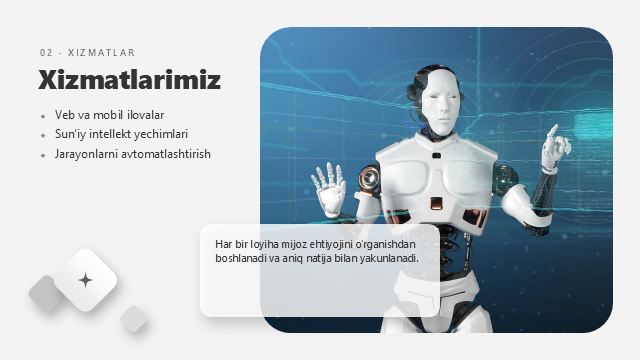 02 - XIZMATLAR
Xizmatlarimiz
Veb va mobil ilovalar
Sun'iy intellekt yechimlari
Jarayonlarni avtomatlashtirish
Har bir loyiha mijoz ehtiyojini o'rganishdan
boshlanadi va aniq natija bilan yakunlanadi.